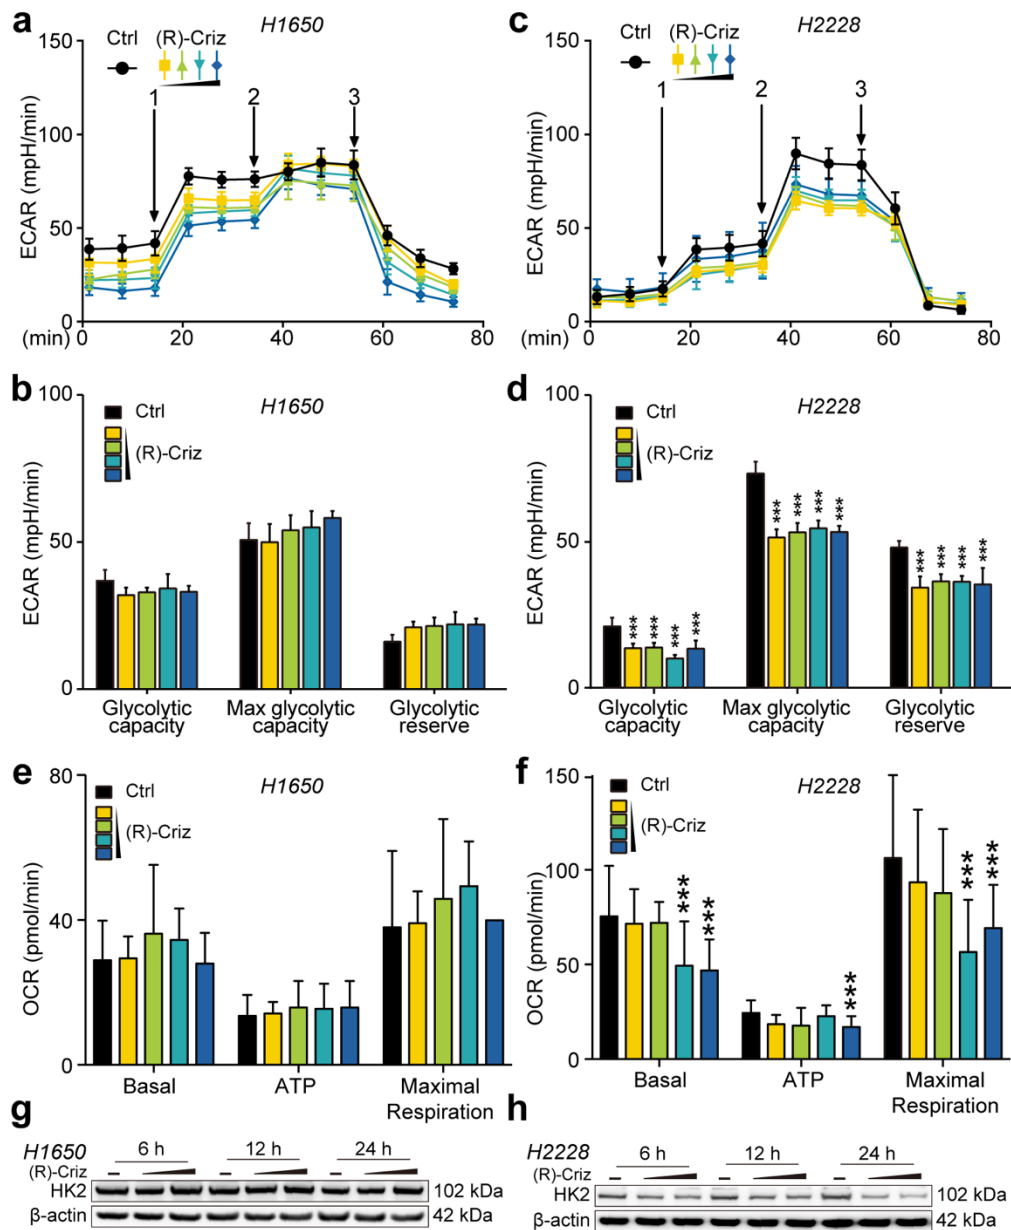 a
H1650
Ctrl (R)-Criz
1 2 3
ECAR (mpH/min)
150
100
50
0
(min) 20 40 60 80
c
H2228
Ctrl (R)-Criz
1 2 3
ECAR (mpH/min)
150
100
50
0
(min) 20 40 60 80
b
H1650
Ctrl
(R)-Criz
ECAR (mpH/min)
100
50
0
Glycolytic capacity
Max glycolytic capacity
Glycolytic reserve
d
H2228
Ctrl
(R)-Criz
ECAR (mpH/min)
100
50
0
*** *** *** ***
*** *** *** ***
*** *** *** ***
Glycolytic capacity
Max glycolytic capacity
Glycolytic reserve
e
H1650
Ctrl
(R)-Criz
OCR (pmol/min)
80
40
0
Basal
ATP
Maximal Respiration
f
H2228
Ctrl
(R)-Criz
OCR (pmol/min)
150
100
50
0
*** ***
***
*** ***
Basal
ATP
Maximal Respiration
g
H1650 6 h 12 h 24 h
(R)-Criz – – –
HK2 102 kDa
β-actin 42 kDa
h
H2228 6 h 12 h 24 h
(R)-Criz – – –
HK2 102 kDa
β-actin 42 kDa